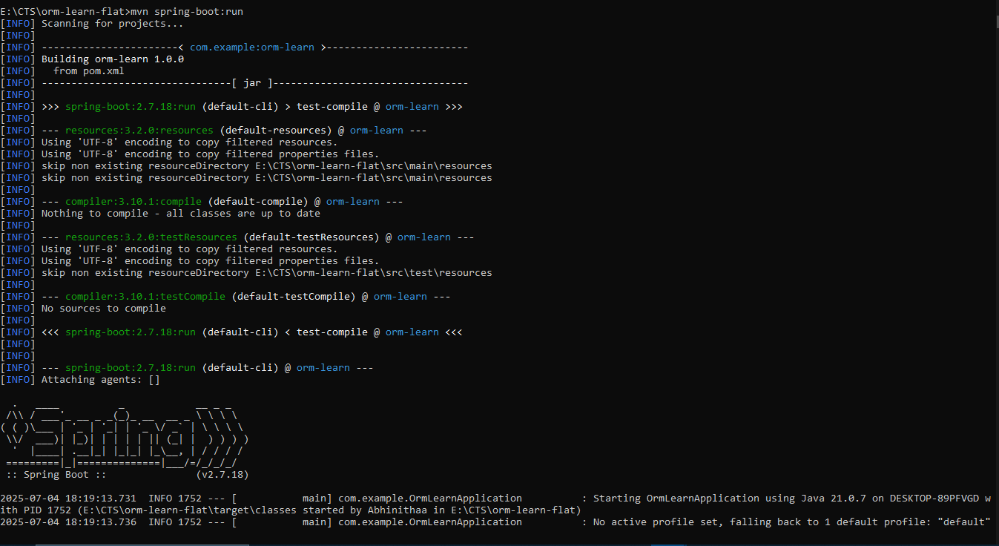 E:\CTS\orm-learn-flat>mvn spring-boot:run
[INFO] Scanning for projects...
[INFO]
[INFO] -----------------------< com.example:orm-learn >------------------------
[INFO] Building orm-learn 1.0.0
[INFO]   from pom.xml
[INFO] --------------------------------[ jar ]---------------------------------
[INFO]
[INFO] >>> spring-boot:2.7.18:run (default-cli) > test-compile @ orm-learn >>>
[INFO]
[INFO] --- resources:3.2.0:resources (default-resources) @ orm-learn ---
[INFO] Using 'UTF-8' encoding to copy filtered resources.
[INFO] Using 'UTF-8' encoding to copy filtered properties files.
[INFO] skip non existing resourceDirectory E:\CTS\orm-learn-flat\src\main\resources
[INFO] skip non existing resourceDirectory E:\CTS\orm-learn-flat\src\main\resources
[INFO]
[INFO] --- compiler:3.10.1:compile (default-compile) @ orm-learn ---
[INFO] Nothing to compile - all classes are up to date
[INFO]
[INFO] --- resources:3.2.0:testResources (default-testResources) @ orm-learn ---
[INFO] Using 'UTF-8' encoding to copy filtered resources.
[INFO] Using 'UTF-8' encoding to copy filtered properties files.
[INFO] skip non existing resourceDirectory E:\CTS\orm-learn-flat\src\test\resources
[INFO]
[INFO] --- compiler:3.10.1:testCompile (default-testCompile) @ orm-learn ---
[INFO] No sources to compile
[INFO]
[INFO] <<< spring-boot:2.7.18:run (default-cli) < test-compile @ orm-learn <<<
[INFO]
[INFO]
[INFO] --- spring-boot:2.7.18:run (default-cli) @ orm-learn ---
[INFO] Attaching agents: []

  .   ____          _            __ _ _
 /\\ / ___'_ __ _ _(_)_ __  __ _ \ \ \ \
( ( )\___ | '_ | '_| | '_ \/ _` | \ \ \ \
 \\/  ___)| |_)| | | | | || (_| |  ) ) ) )
  '  |____| .__|_| |_|_| |_\__, | / / / /
 =========|_|==============|___/=/_/_/_/
 :: Spring Boot ::               (v2.7.18)

2025-07-04 18:19:13.731  INFO 1752 --- [           main] com.example.OrmLearnApplication          : Starting OrmLearnApplication using Java 21.0.7 on DESKTOP-89PFVGD w
ith PID 1752 (E:\CTS\orm-learn-flat\target\classes started by Abhinithaa in E:\CTS\orm-learn-flat)
2025-07-04 18:19:13.736  INFO 1752 --- [           main] com.example.OrmLearnApplication          : No active profile set, falling back to 1 default profile: "default"